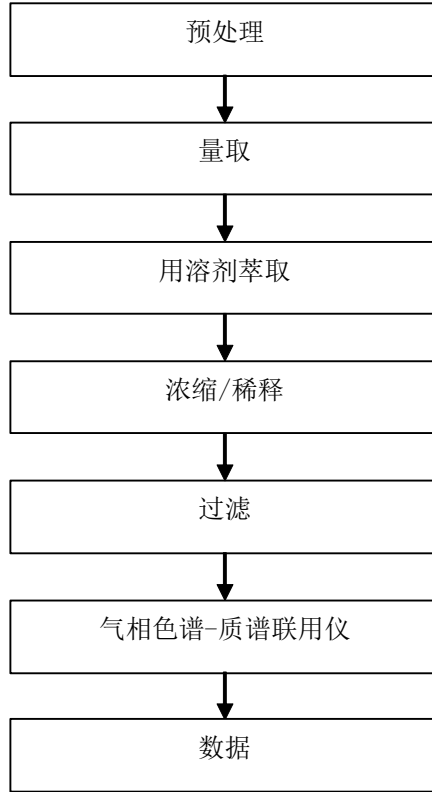 预处理
量取
用溶剂萃取
浓缩/稀释
过滤
气相色谱-质谱联用仪
数据